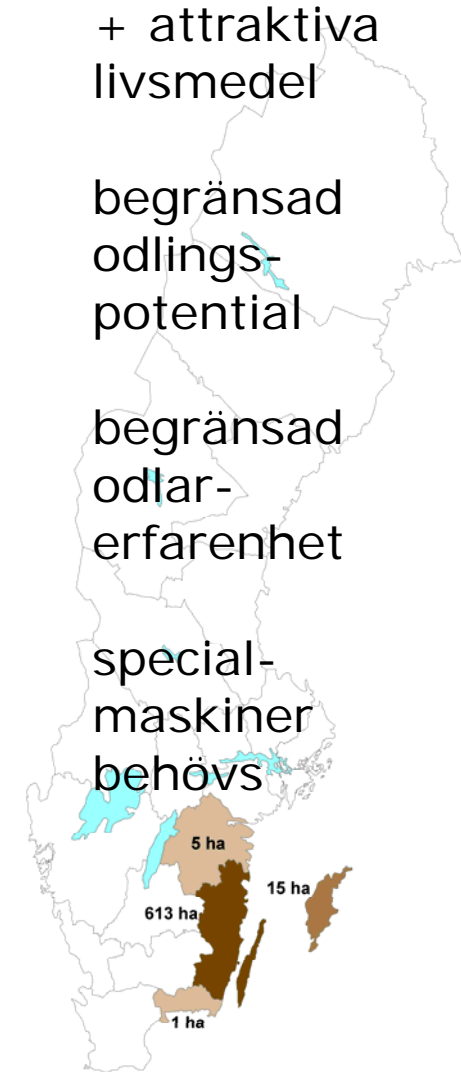 + attraktiva
livsmedel
begränsad
odlings-
potential
begränsad
odlar-
erfarenhet
special-
maskiner
behövs
5 ha
15 ha
613 ha
1 ha